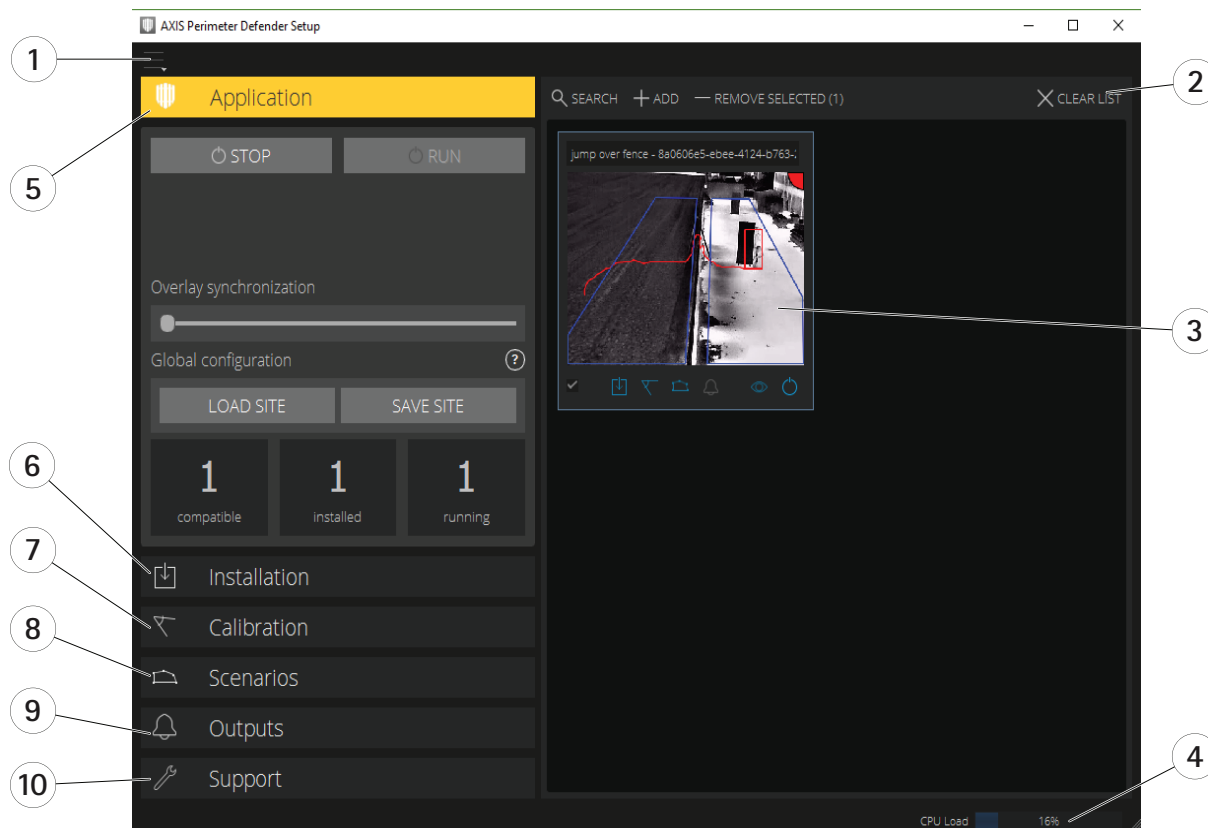 AXIS Perimeter Defender Setup
1
2
Application
SEARCH ADD REMOVE SELECTED (1) CLEAR LIST
5
STOP RUN
jump over fence - 8a0606e5-ebee-4124-b763-
Overlay synchronization
3
Global configuration ?
LOAD SITE SAVE SITE
6
1 1 1
compatible installed running
7
Installation
8
Calibration
Scenarios
9
Outputs
10
Support
4
CPU Load 16%